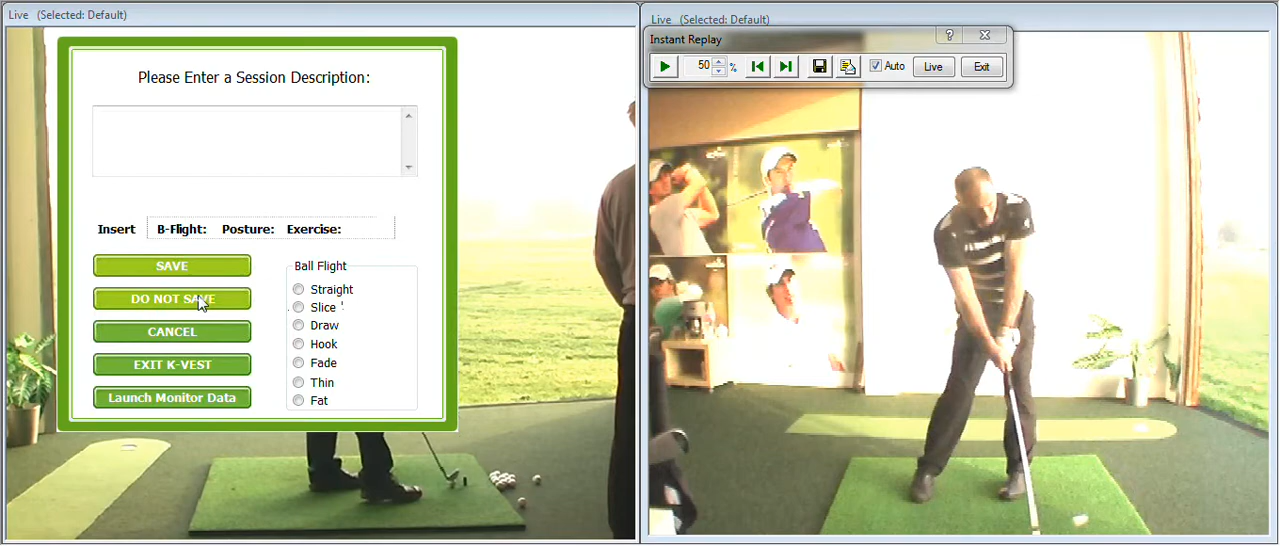 Live (Selected: Default)
Please Enter a Session Description:
Insert B-Flight: Posture: Exercise:
SAVE
DO NOT SAVE
CANCEL
EXIT K-VEST
Launch Monitor Data
Ball Flight
Straight
Slice
Draw
Hook
Fade
Thin
Fat
Live (Selected: Default)
Instant Replay
50 % Auto Live Exit